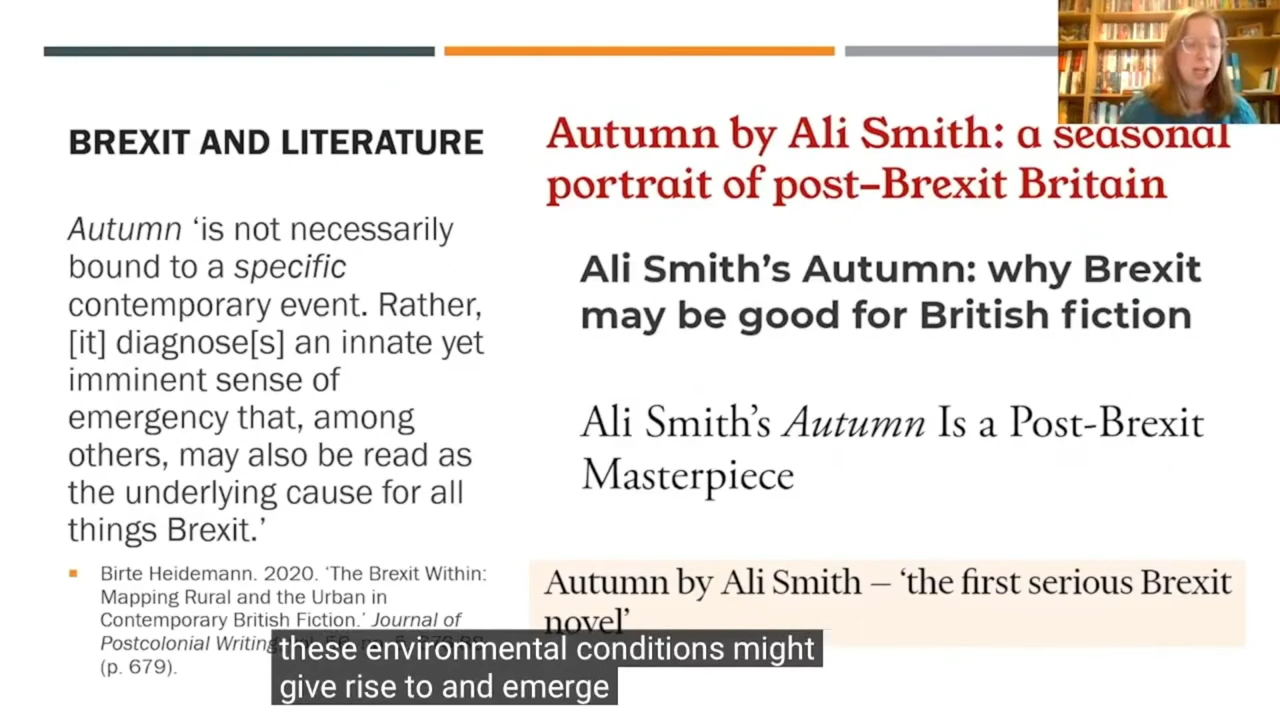 BREXIT AND LITERATURE
Autumn ‘is not necessarily
bound to a specific
contemporary event. Rather,
[it] diagnose[s] an innate yet
imminent sense of
emergency that, among
others, may also be read as
the underlying cause for all
things Brexit.’
Birte Heidemann. 2020. ‘The Brexit Within:
Mapping Rural and the Urban in
Contemporary British Fiction.’ Journal of
Postcolonial Writing
(p. 679).
Autumn by Ali Smith: a seasonal
portrait of post-Brexit Britain
Ali Smith’s Autumn: why Brexit
may be good for British fiction
Ali Smith’s Autumn Is a Post-Brexit
Masterpiece
Autumn by Ali Smith – ‘the first serious Brexit
novel’
these environmental conditions might
give rise to and emerge